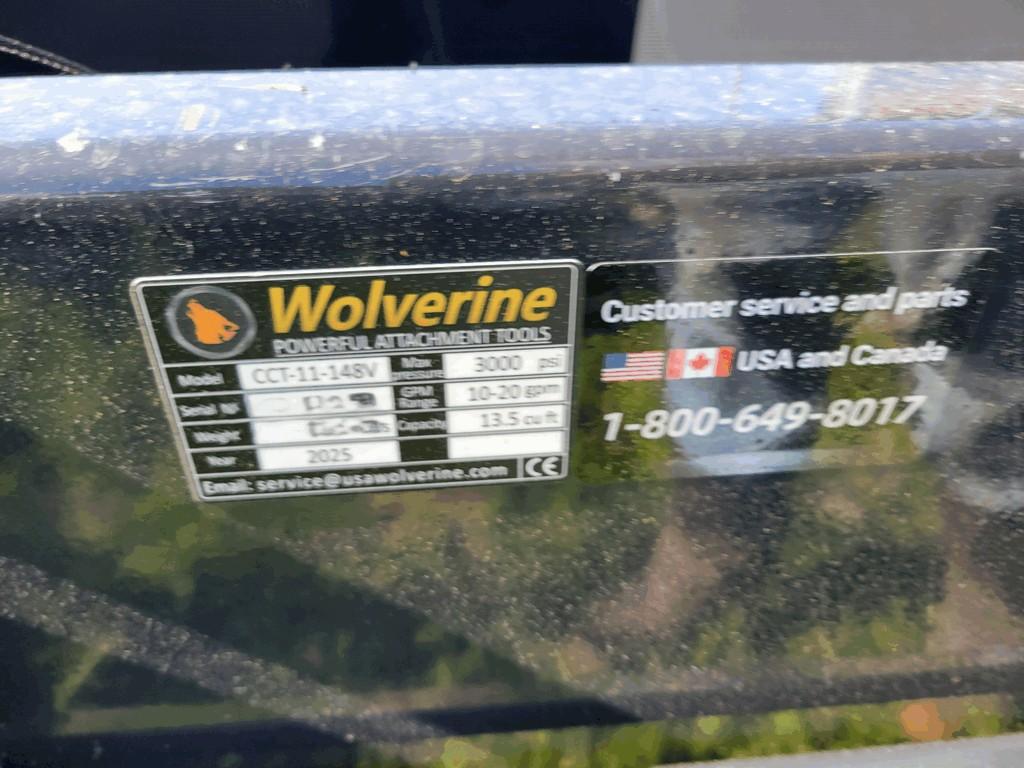 Wolverine
POWERFUL ATTACHMENT TOOLS
Model CCT-11-148V Max. pressure 3000 psi
Serial N° GPM Range 10-20 gpm
Weight Capacity 13.5 cu ft
Year 2025
Email: service@usawolverine.com CE
Customer service and parts
USA and Canada
1-800-649-8017